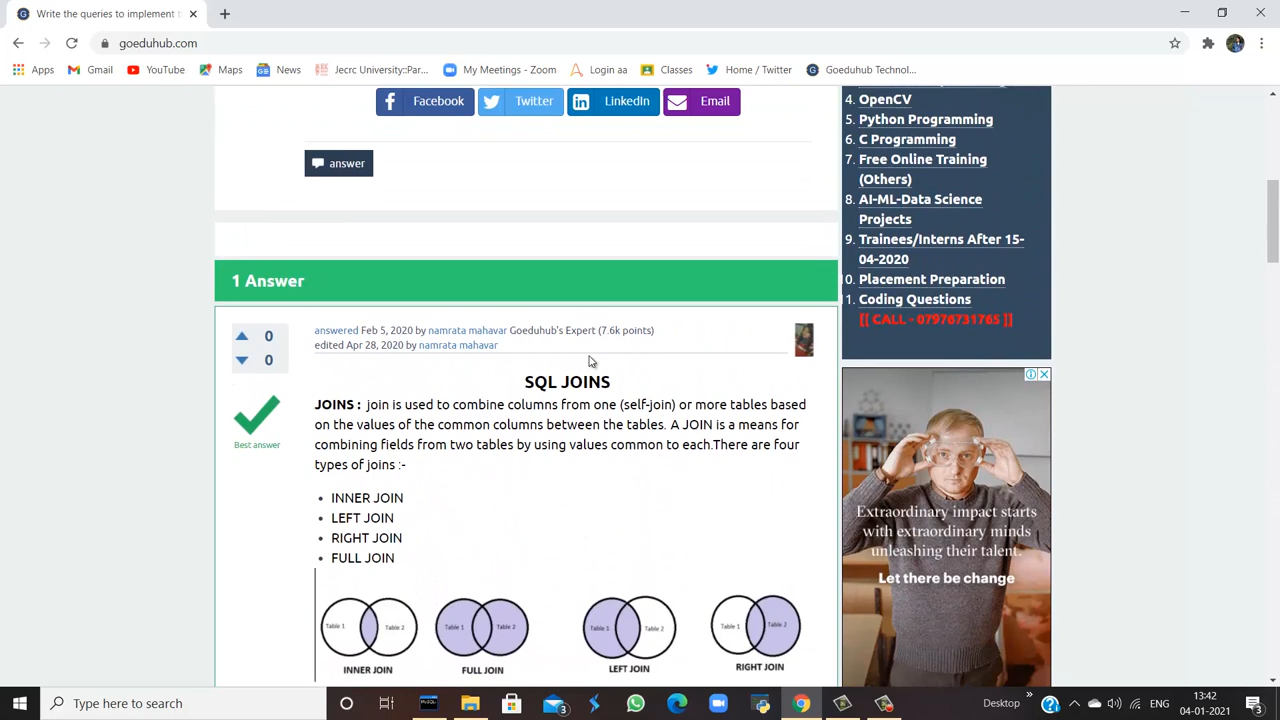 Write the queries to implement t
goeduhub.com
Apps
Gmail
YouTube
Maps
News
Jecrc University::Par...
My Meetings - Zoom
Login aa
Classes
Home / Twitter
Goeduhub Technol...
Facebook
Twitter
LinkedIn
Email
answer
4. OpenCV
5. Python Programming
6. C Programming
7. Free Online Training
(Others)
8. AI-ML-Data Science
Projects
9. Trainees/Interns After 15-
04-2020
10. Placement Preparation
11. Coding Questions
[[ CALL - 07976731765 ]]
1 Answer
0
0
Best answer
answered Feb 5, 2020 by namrata mahavar Goeduhub's Expert (7.6k points)
edited Apr 28, 2020 by namrata mahavar
SQL JOINS
JOINS : join is used to combine columns from one (self-join) or more tables based
on the values of the common columns between the tables. A JOIN is a means for
combining fields from two tables by using values common to each.There are four
types of joins :-
INNER JOIN
LEFT JOIN
RIGHT JOIN
FULL JOIN
Table 1 Table 2
INNER JOIN
Table 1 Table 2
FULL JOIN
Table 1 Table 2
LEFT JOIN
Table 1 Table 2
RIGHT JOIN
Extraordinary impact starts
with extraordinary minds
unleashing their talent.
Let there be change
Type here to search
3
Desktop
ENG
13:42
04-01-2021
3